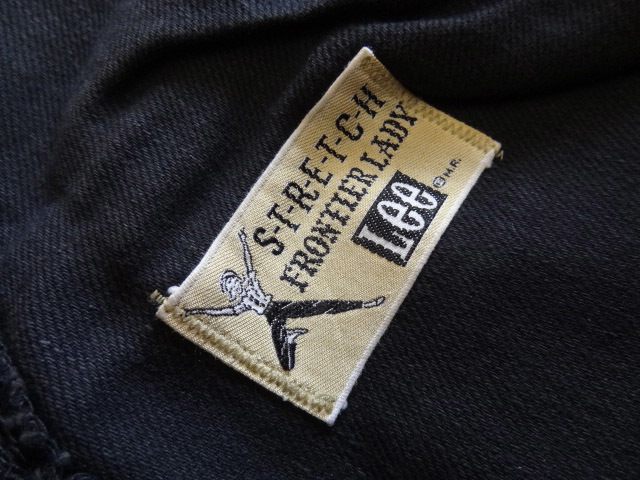 S-T-R-E-T-C-H
FRONTIER LADY
Lee ® M.R.